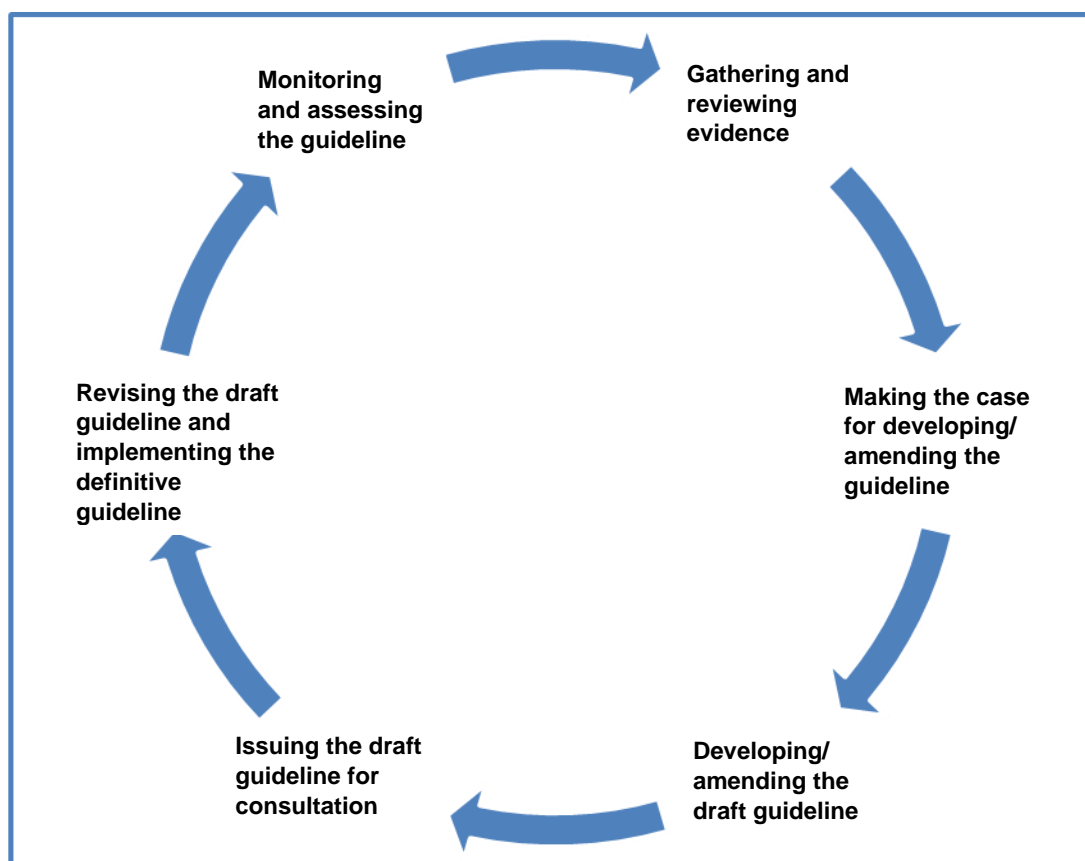 Monitoring
and assessing
the guideline
Gathering and
reviewing
evidence
Making the case
for developing/
amending the
guideline
Developing/
amending the
draft guideline
Issuing the draft
guideline for
consultation
Revising the draft
guideline and
implementing the
definitive
guideline